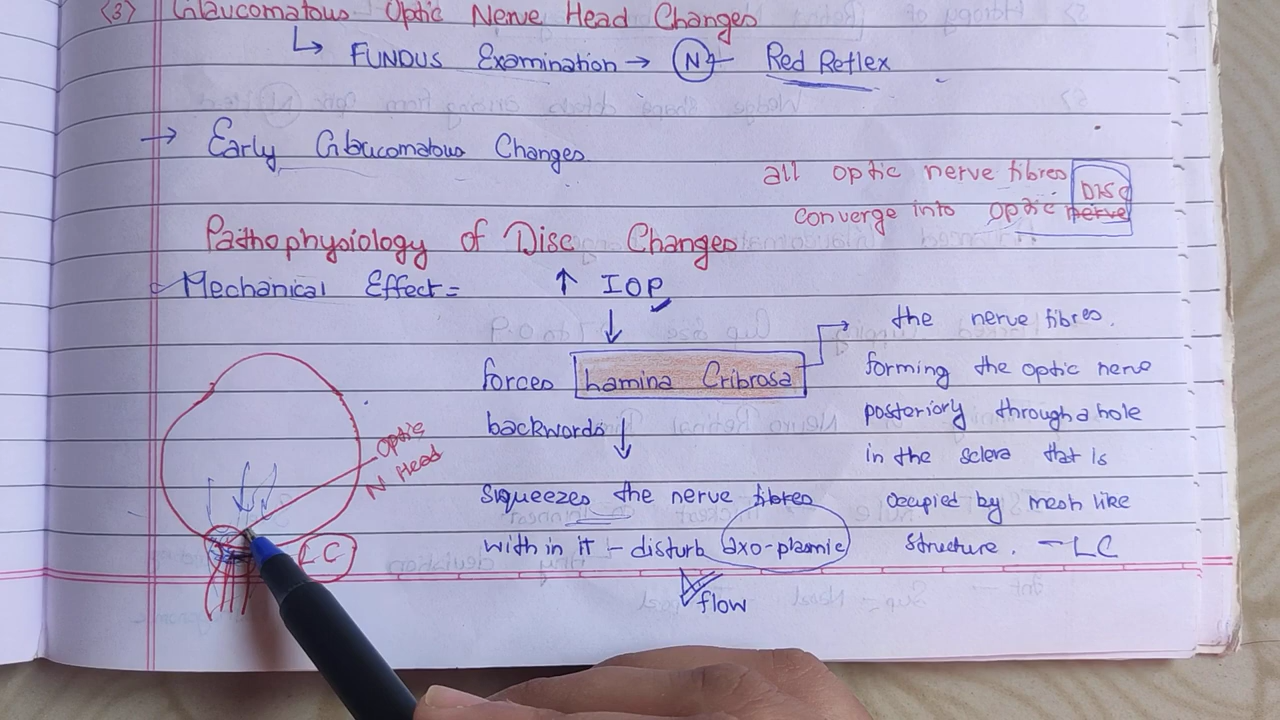 (3) Glaucomatous Optic Nerve Head Changes
↳ FUNDUS Examination → N Red Reflex
→ Early Glaucomatous Changes
all optic nerve fibres
converge into optic nerve DISC
Pathophysiology of Disc Changes
Mechanical Effect = ↑ IOP
↓
forces Lamina Cribrosa
backwords ↓
squeezes the nerve fibres
with in it - disturb axo-plasmic
flow
the nerve fibres.
forming the optic nerve
posteriory through a hole
in the sclera that is
occupied by mesh like
structure. - LC
Optic
N Head
LC